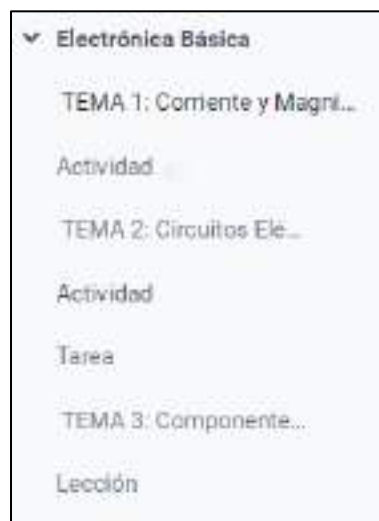 Electrónica Básica
TEMA 1: Corriente y Magni...
Actividad
TEMA 2: Circuitos Ele...
Actividad
Tarea
TEMA 3: Componente...
Lección